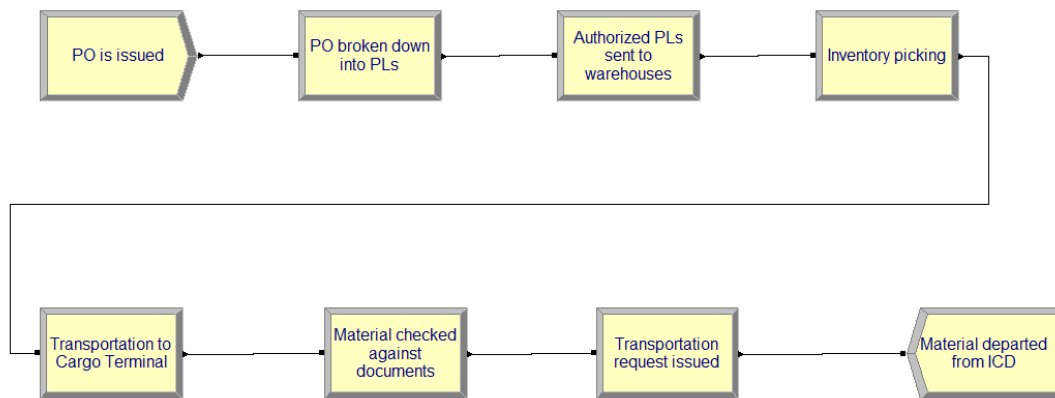 PO is issued
PO broken down
into PLs
Authorized PLs
sent to
warehouses
Inventory picking
Transportation to
Cargo Terminal
Material checked
against
documents
Transportation
request issued
Material departed
from ICD